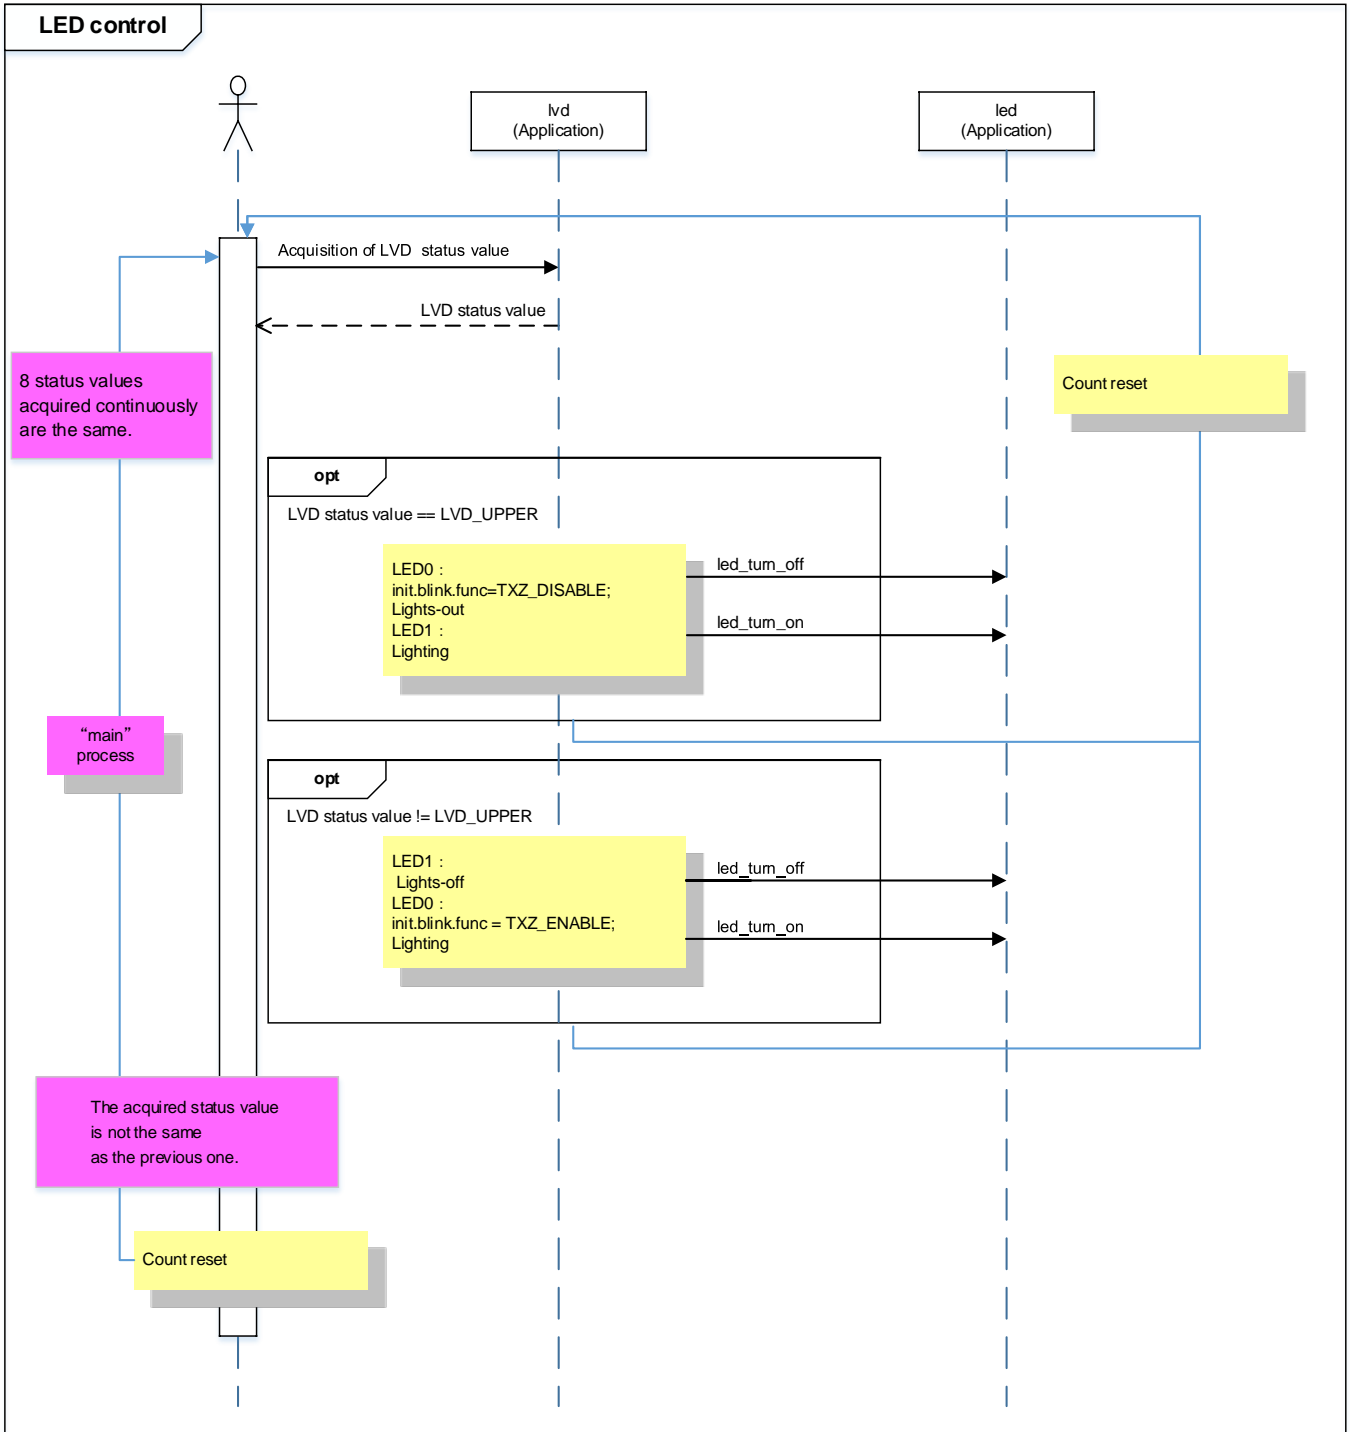 LED control
lvd
(Application)
led
(Application)
Acquisition of LVD status value
LVD status value
8 status values
acquired continuously
are the same.
Count reset
opt
LVD status value == LVD_UPPER
LED0 :
init.blink.func=TXZ_DISABLE;
Lights-out
LED1 :
Lighting
led_turn_off
led_turn_on
“main”
process
opt
LVD status value != LVD_UPPER
LED1 :
Lights-off
LED0 :
init.blink.func = TXZ_ENABLE;
Lighting
led_turn_off
led_turn_on
The acquired status value
is not the same
as the previous one.
Count reset